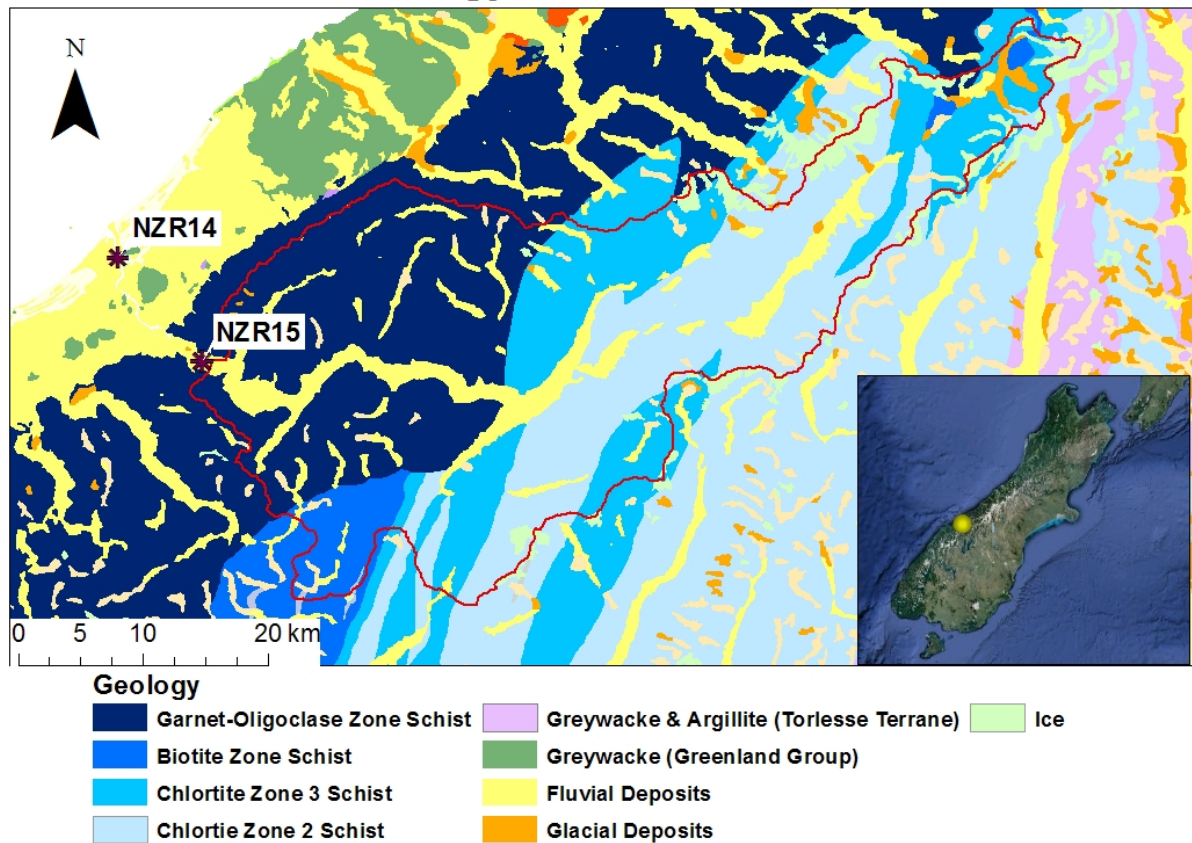 N
NZR14
NZR15
0 5 10 20 km
Geology
Garnet-Oligoclase Zone Schist
Greywacke & Argillite (Torlesse Terrane)
Ice
Biotite Zone Schist
Greywacke (Greenland Group)
Chlortite Zone 3 Schist
Fluvial Deposits
Chlortie Zone 2 Schist
Glacial Deposits